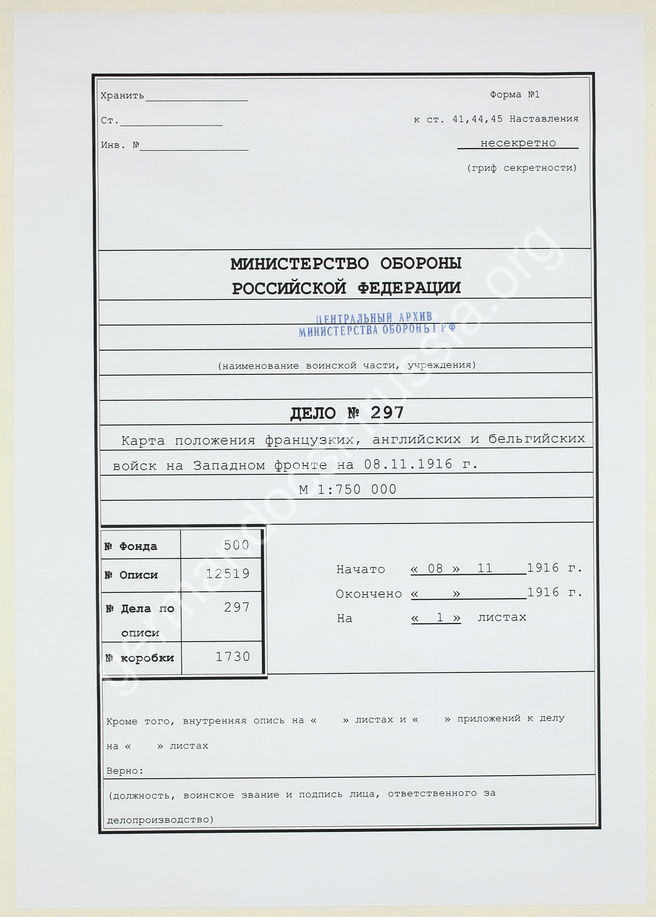 Хранить
Форма №1
Ст.
к ст. 41,44,45 Наставления
Инв. №
несекретно
(гриф секретности)
МИНИСТЕРСТВО ОБОРОНЫ
РОССИЙСКОЙ ФЕДЕРАЦИИ
ЦЕНТРАЛЬНЫЙ АРХИВ
МИНИСТЕРСТВА ОБОРОНЫ РФ
(наименование воинской части, учреждения)
ДЕЛО № 297
Карта положения французких, английских и бельгийских
войск на Западном фронте на 08.11.1916 г.
М 1:750 000
№ Фонда 500
№ Описи 12519
№ Дела по 297
описи
№ коробки 1730
Начато « 08 » 11 1916 г.
Окончено « » 1916 г.
На « 1 » листах
Кроме того, внутренняя опись на « » листах и « » приложений к делу
на « » листах
Верно:
(должность, воинское звание и подпись лица, ответственного за
делопроизводство)
germandocsinrussia.org